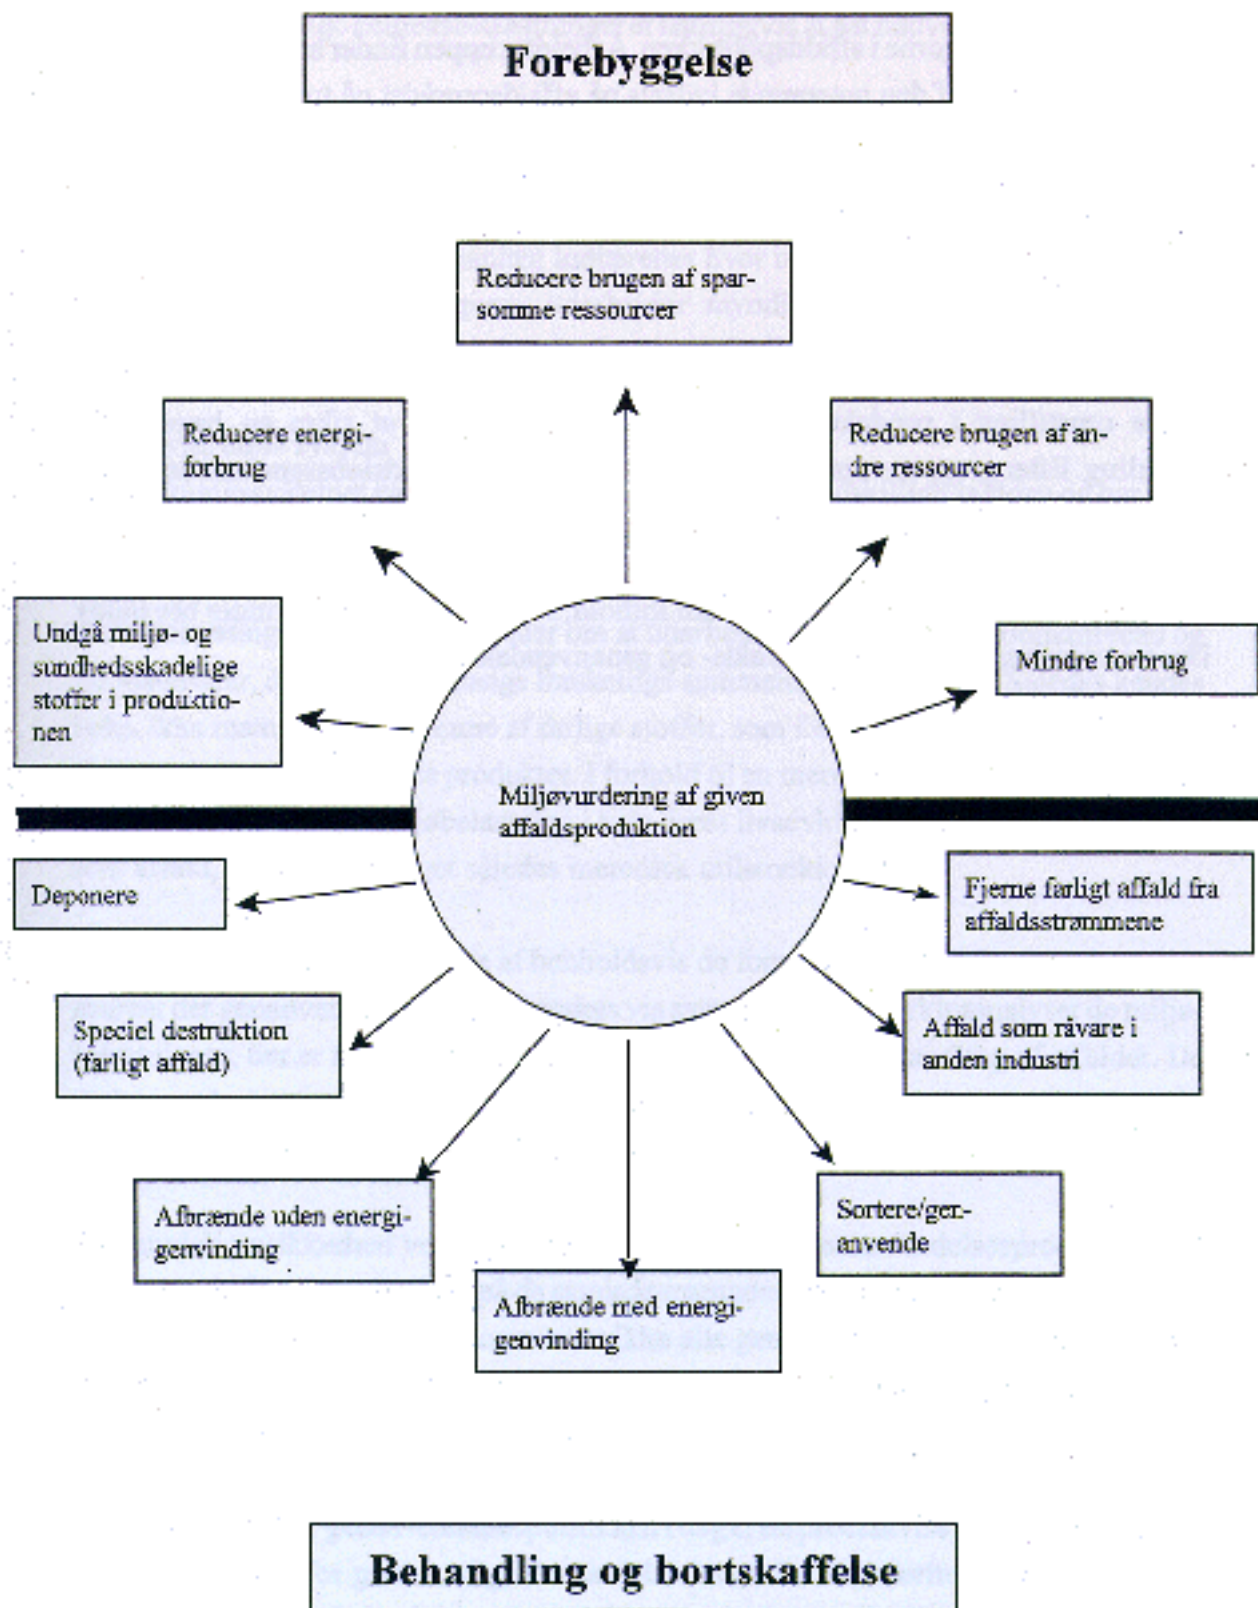 Forebyggelse
Reducere brugen af spar-
somme ressourcer
Reducere energi-
forbrug
Reducere brugen af an-
dre ressourcer
Undgå miljø- og
sundhedsskadelige
stoffer i produktio-
nen
Mindre forbrug
Miljøvurdering af given
affaldsproduktion
Deponere
Fjerne farligt affald fra
affaldsstrømmene
Speciel destruktion
(farligt affald)
Affald som råvare i
anden industri
Afbrænde uden energi-
genvinding
Sortere/gen-
anvende
Afbrænde med energi-
genvinding
Behandling og bortskaffelse